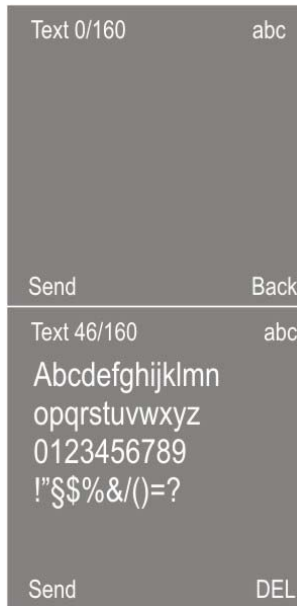 Text 0/160 abc
Send Back
Text 46/160 abc
Abcdefghijklmn
opqrstuvwxyz
0123456789
!”§$%&/()=?
Send DEL